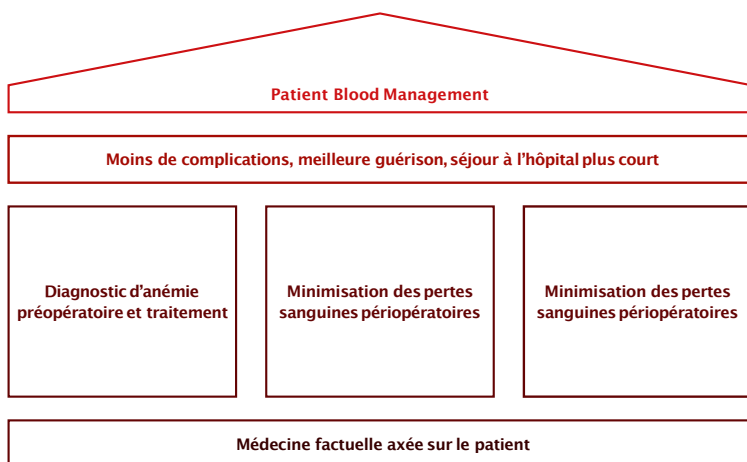 Patient Blood Management
Moins de complications, meilleure guérison, séjour à l’hôpital plus court
Diagnostic d’anémie
préopératoire et traitement
Minimisation des pertes
sanguines périopératoires
Minimisation des pertes
sanguines périopératoires
Médecine factuelle axée sur le patient